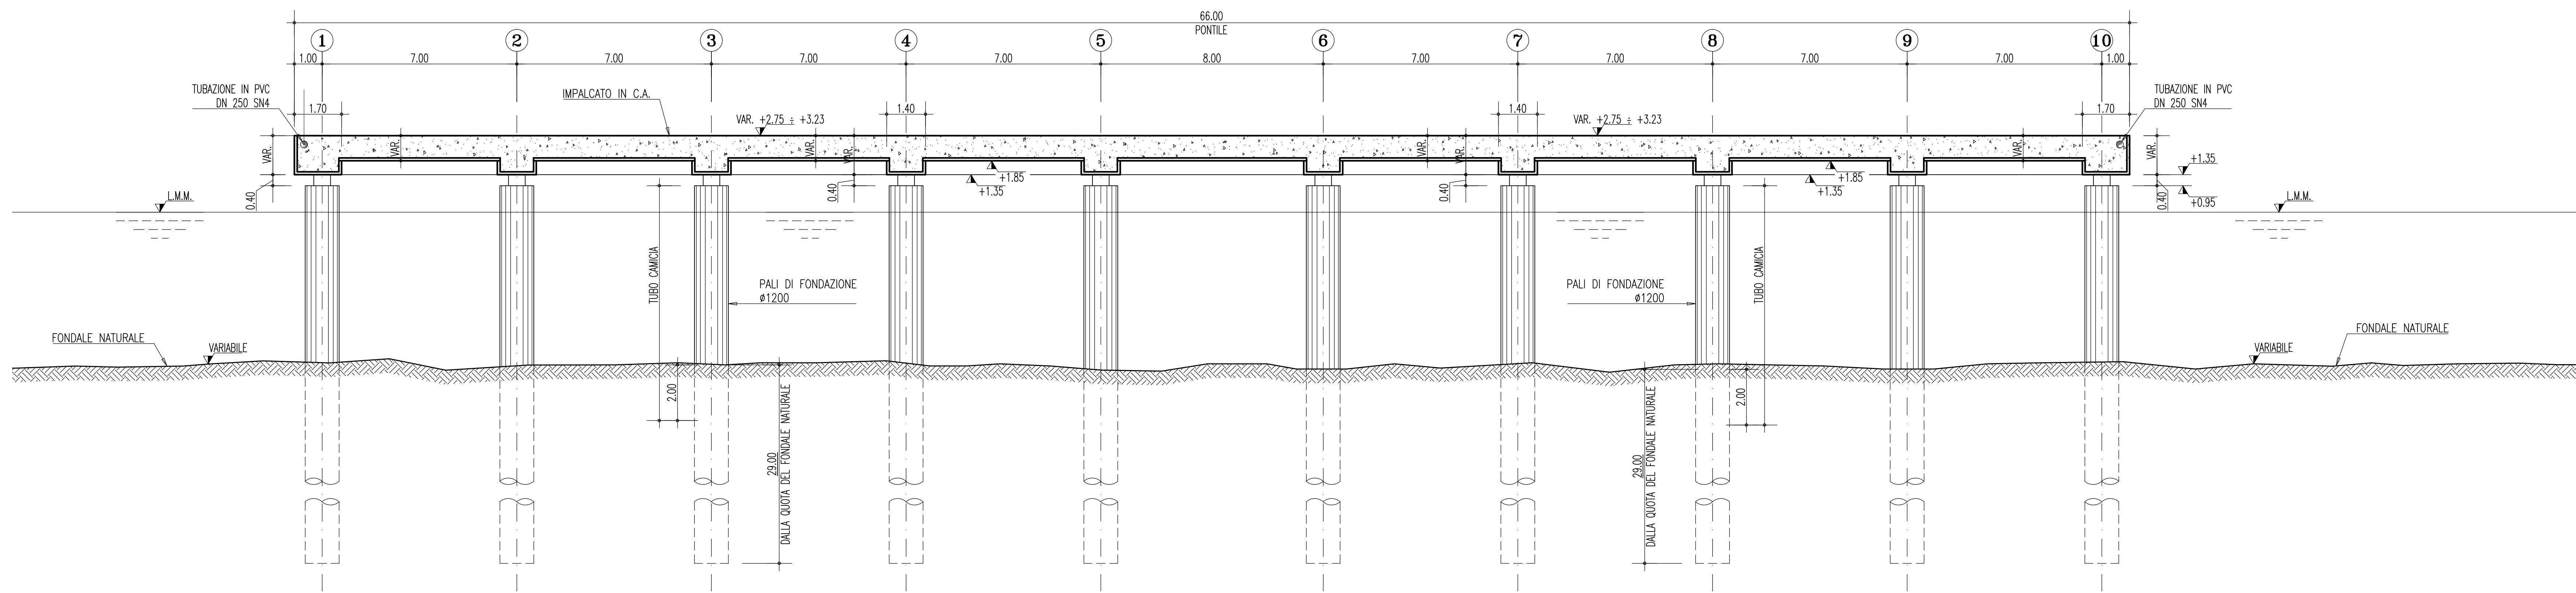 66.00
PONTILE
1
2
3
4
5
6
7
8
9
10
1.00
7.00
7.00
7.00
7.00
8.00
7.00
7.00
7.00
7.00
1.00
TUBAZIONE IN PVC
DN 250 SN4
1.70
IMPALCATO IN C.A.
VAR. +2.75 ÷ +3.23
1.40
1.40
VAR. +2.75 ÷ +3.23
1.70
TUBAZIONE IN PVC
DN 250 SN4
VAR.
VAR.
VAR.
VAR.
VAR.
VAR.
VAR.
VAR.
+1.85
+1.35
+1.85
+1.35
+1.35
+0.95
0.40
0.40
0.40
0.40
L.M.M.
L.M.M.
TUBO CAMICIA
PALI DI FONDAZIONE
ø1200
PALI DI FONDAZIONE
ø1200
TUBO CAMICIA
FONDALE NATURALE
VARIABILE
VARIABILE
FONDALE NATURALE
2.00
29.00
DALLA QUOTA DEL FONDALE NATURALE
29.00
DALLA QUOTA DEL FONDALE NATURALE
2.00